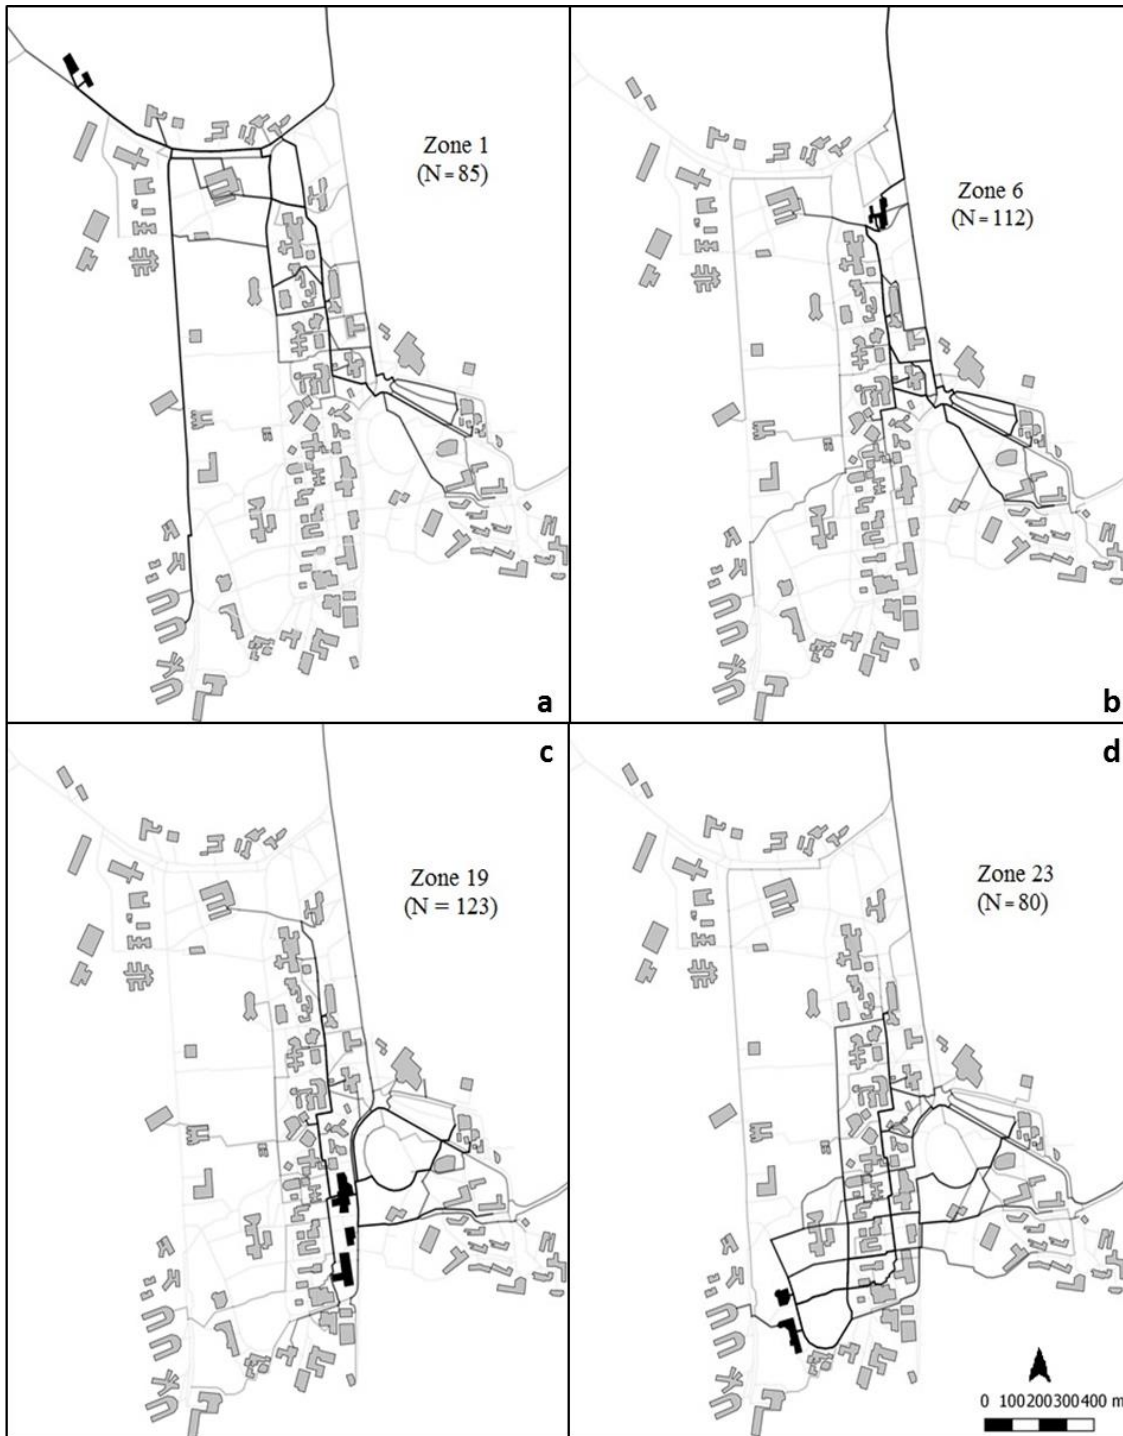 Zone 1
(N = 85)
a
Zone 6
(N = 112)
b
c
Zone 19
(N = 123)
d
Zone 23
(N = 80)
0 100200300400 m